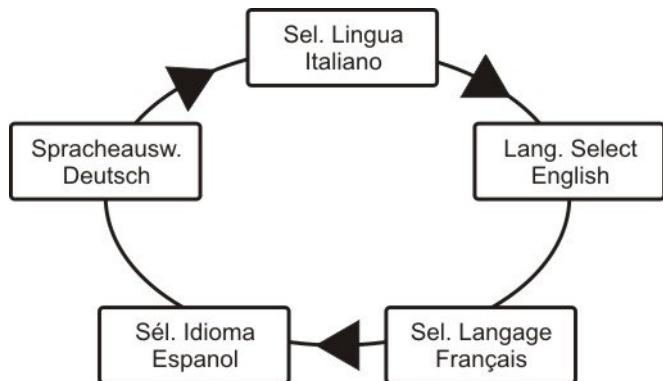 Sel. Lingua
Italiano
Spracheausw.
Deutsch
Lang. Select
English
Sél. Idioma
Espanol
Sel. Langage
Français